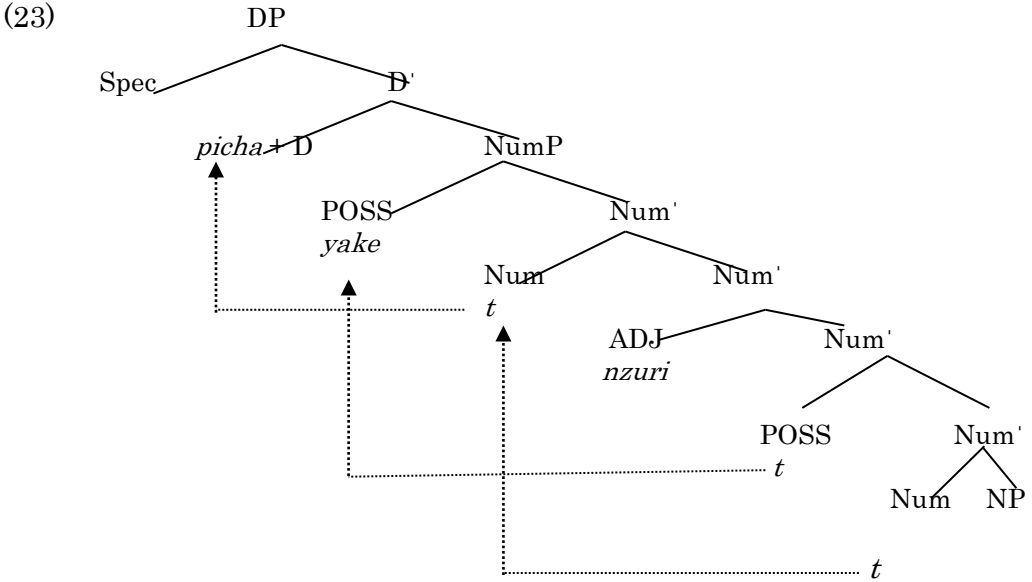 (23) DP
Spec D'
picha + D NumP
POSS Num'
yake
Num Num'
t
ADJ Num'
nzuri
POSS Num'
t
Num NP
t